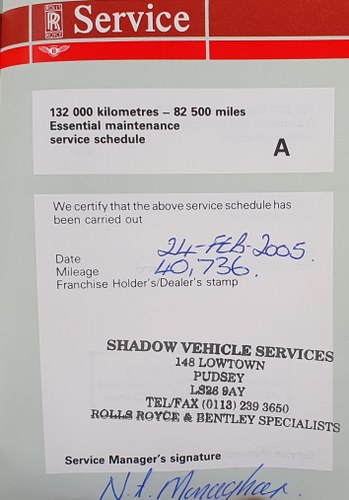 Service
132 000 kilometres – 82 500 miles
Essential maintenance
service schedule
A
We certify that the above service schedule has
been carried out
Date 24-FEB-2005.
Mileage 40,736.
Franchise Holder's/Dealer's stamp
SHADOW VEHICLE SERVICES
148 LOWTOWN
PUDSEY
LS28 9AY
TEL/FAX (0113) 239 3650
ROLLS ROYCE & BENTLEY SPECIALISTS
Service Manager's signature